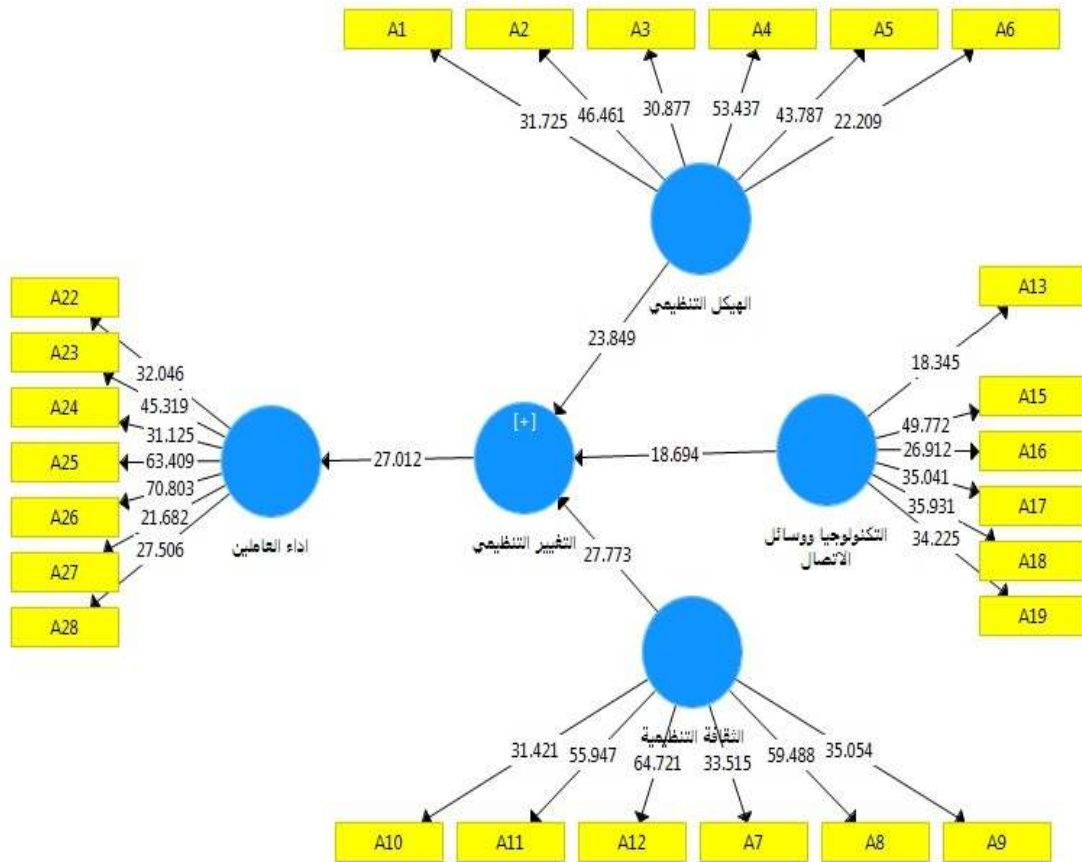 A1 A2 A3 A4 A5 A6
31.725 46.461 30.877 53.437 43.787 22.209
الهيكل التنظيمي
23.849
A22
A23
A24
A25
A26
A27
A28
32.046
45.319
31.125
63.409
70.803
21.682
27.506
اداء العاملين
27.012
[+]
التغيير التنظيمي
18.694
التكنولوجيا ووسائل
الاتصال
A13
A15
A16
A17
A18
A19
18.345
49.772
26.912
35.041
35.931
34.225
27.773
الثقافة التنظيمية
31.421 55.947 64.721 33.515 59.488 35.054
A10 A11 A12 A7 A8 A9